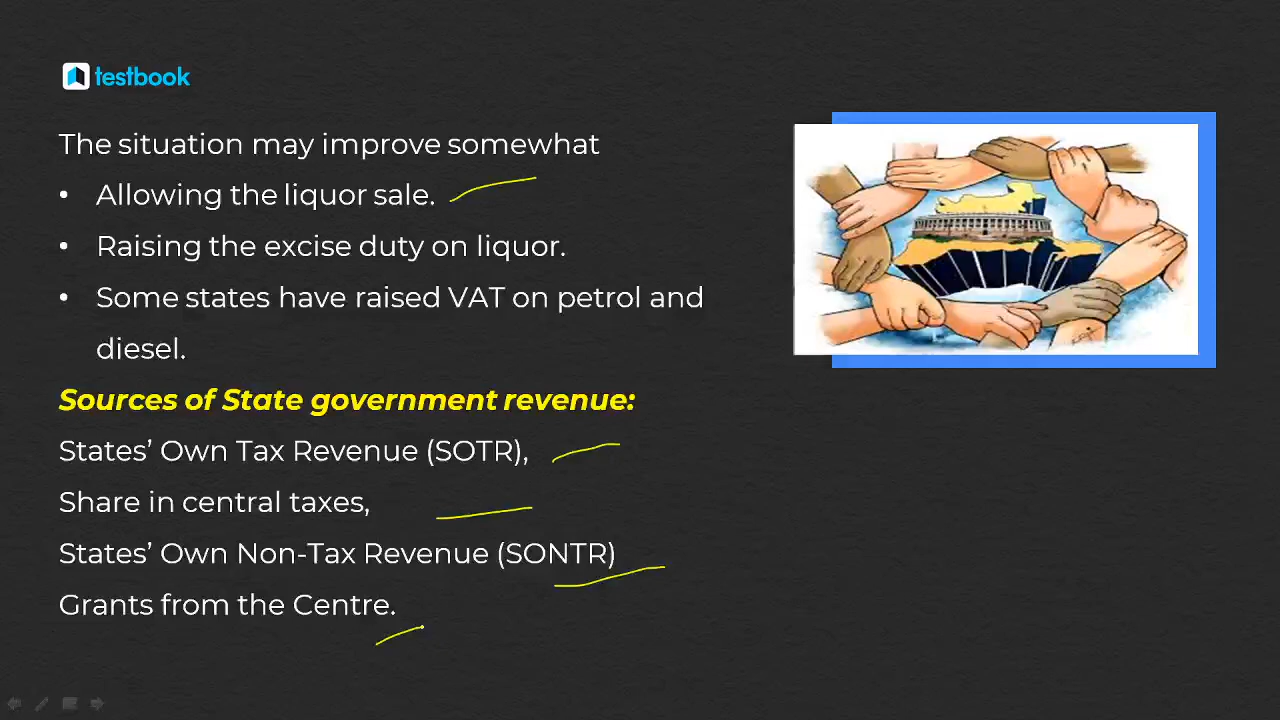 testbook
The situation may improve somewhat
• Allowing the liquor sale.
• Raising the excise duty on liquor.
• Some states have raised VAT on petrol and
diesel.
Sources of State government revenue:
States’ Own Tax Revenue (SOTR),
Share in central taxes,
States’ Own Non-Tax Revenue (SONTR)
Grants from the Centre.